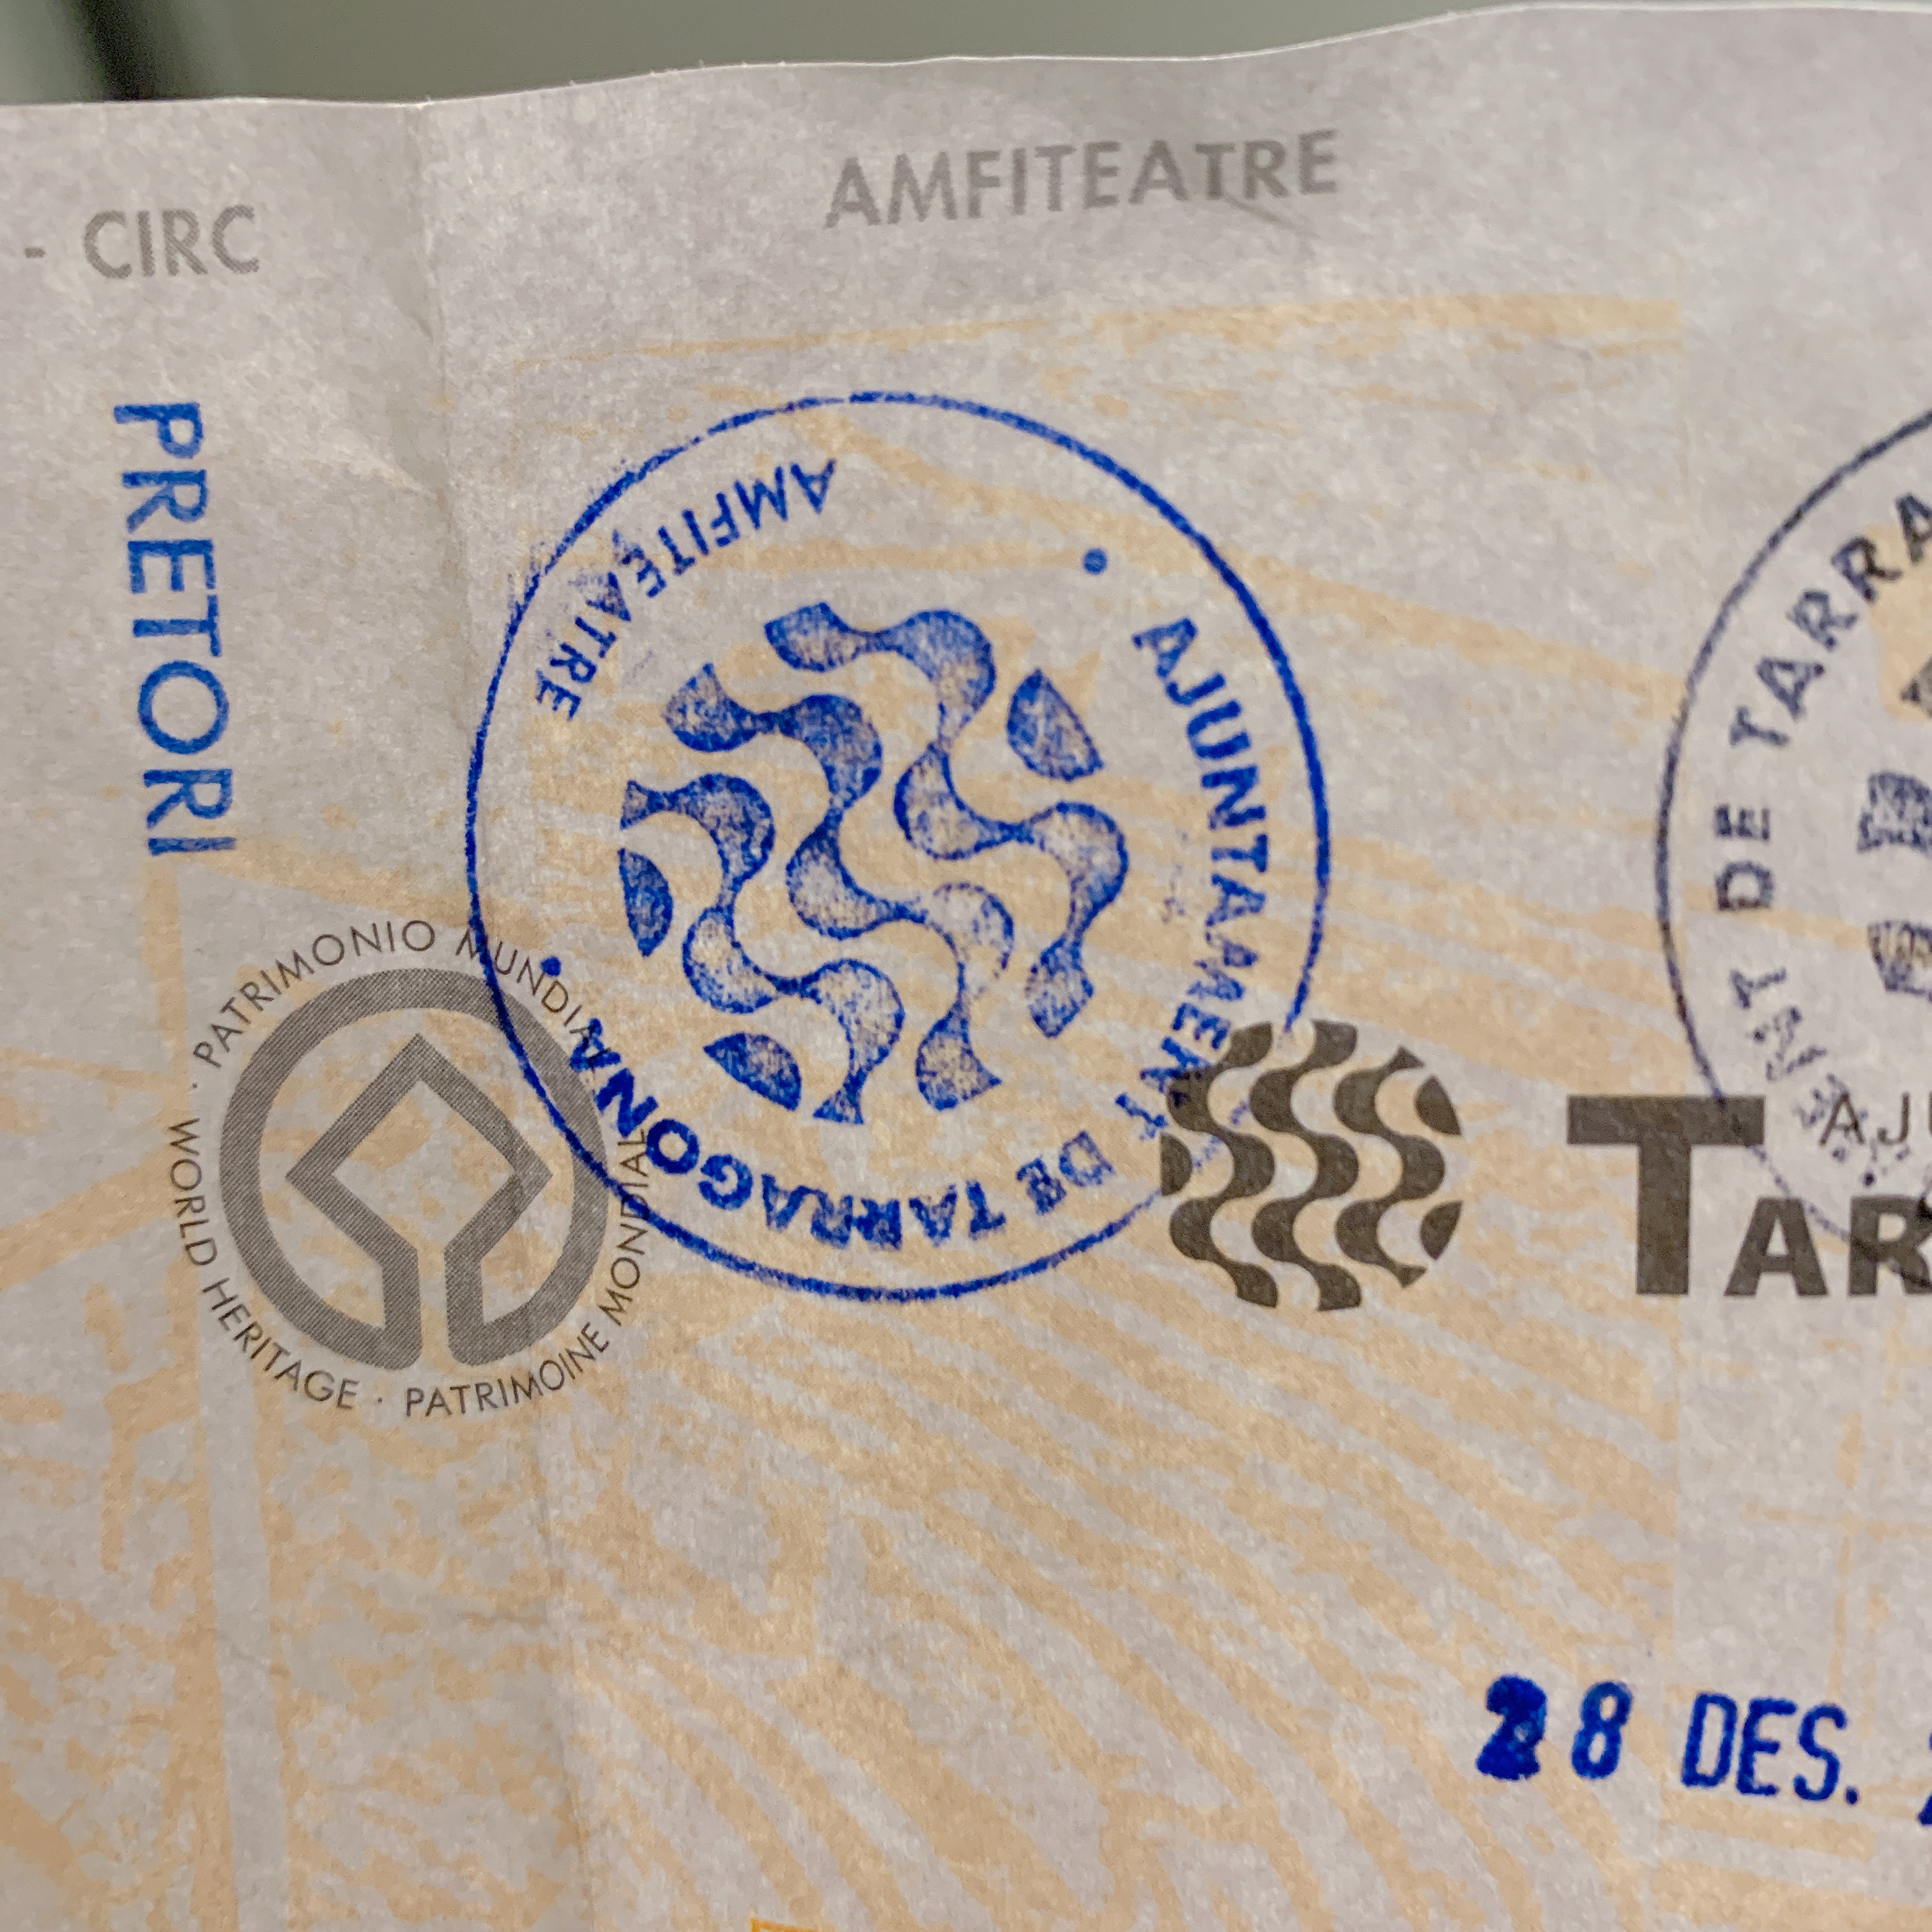 - CIRC
AMFITEATRE
PRETORI
AMFITEATRE
• AJUNTAMENT DE TARRAGONA •
ENT DE TARRA
· PATRIMONIO MUNDIAL
WORLD HERITAGE · PATRIMOINE MONDIAL
AJU
TAR
28 DES.